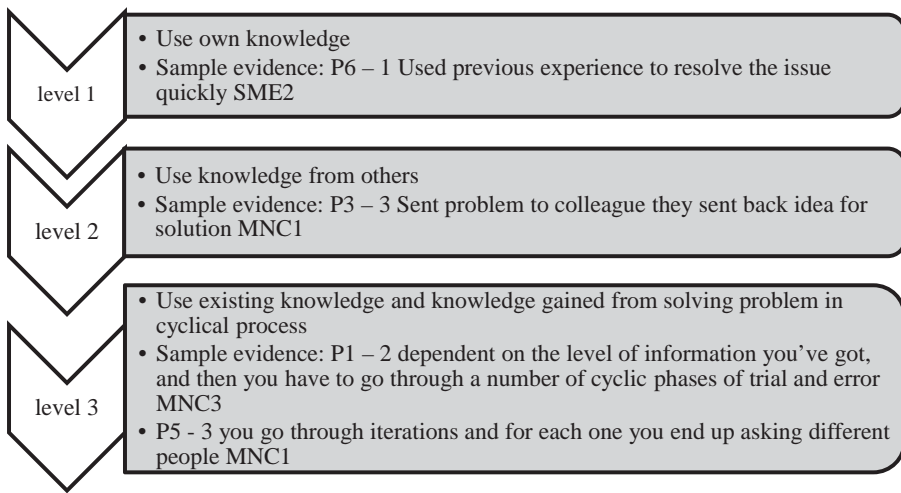 level 1
• Use own knowledge
• Sample evidence: P6 – 1 Used previous experience to resolve the issue
quickly SME2
level 2
• Use knowledge from others
• Sample evidence: P3 – 3 Sent problem to colleague they sent back idea for
solution MNC1
level 3
• Use existing knowledge and knowledge gained from solving problem in
cyclical process
• Sample evidence: P1 – 2 dependent on the level of information you’ve got,
and then you have to go through a number of cyclic phases of trial and error
MNC3
• P5 - 3 you go through iterations and for each one you end up asking different
people MNC1